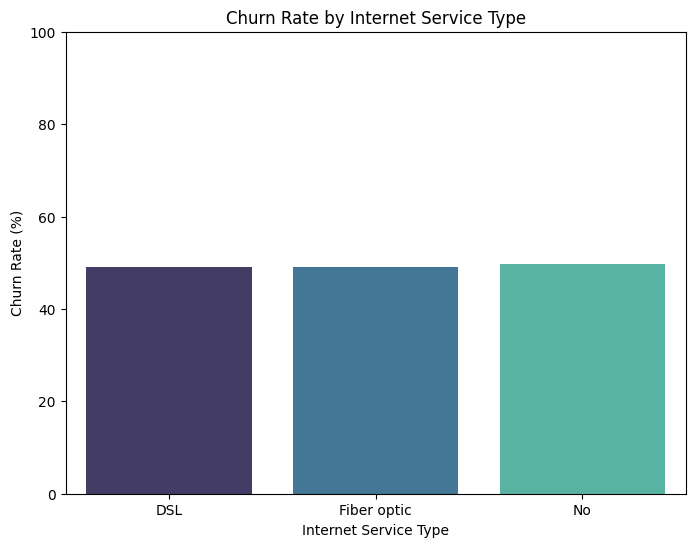 Churn Rate by Internet Service Type
100
80
60
40
20
0
Churn Rate (%)
DSL Fiber optic No
Internet Service Type